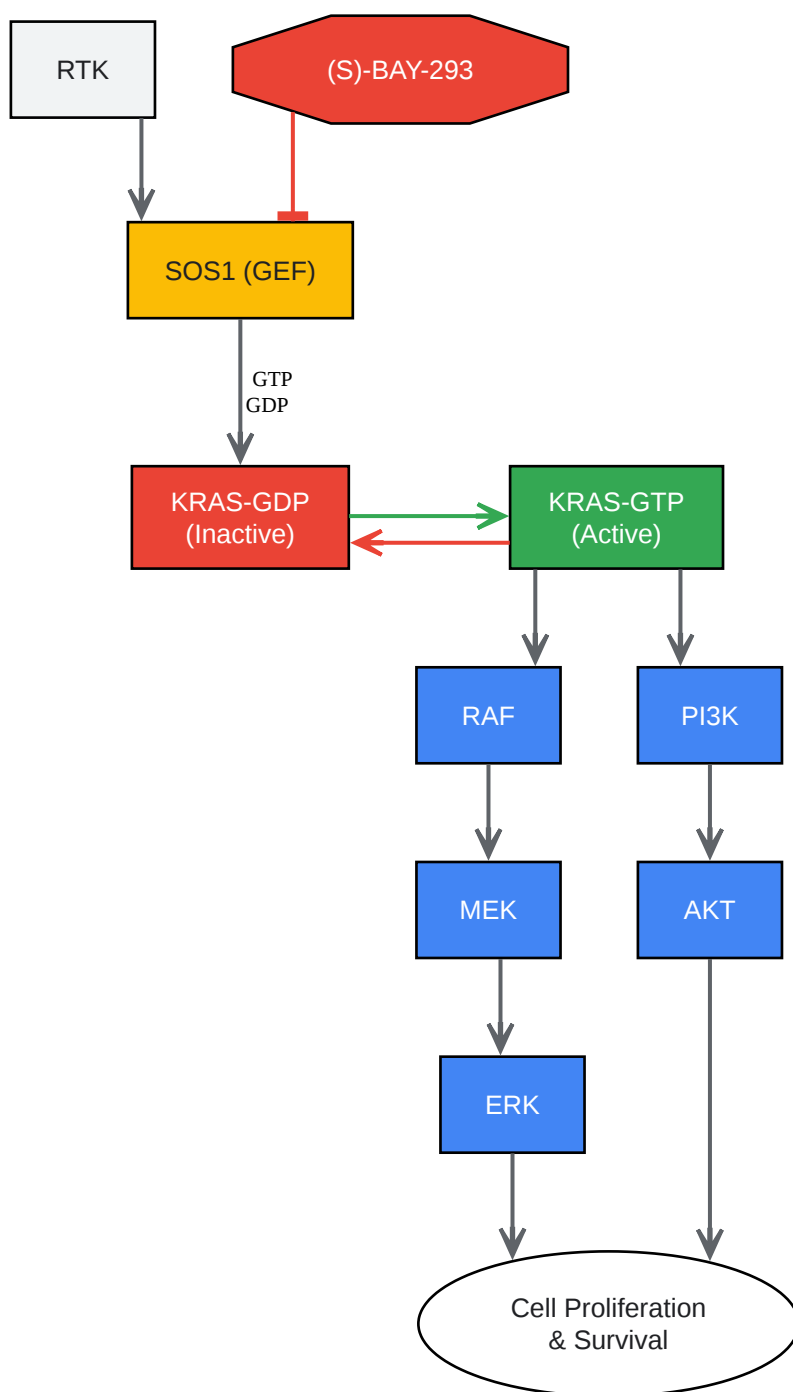 RTK
(S)-BAY-293
SOS1 (GEF)
GTP
GDP
KRAS-GDP
(Inactive)
KRAS-GTP
(Active)
RAF
PI3K
MEK
AKT
ERK
Cell Proliferation
& Survival